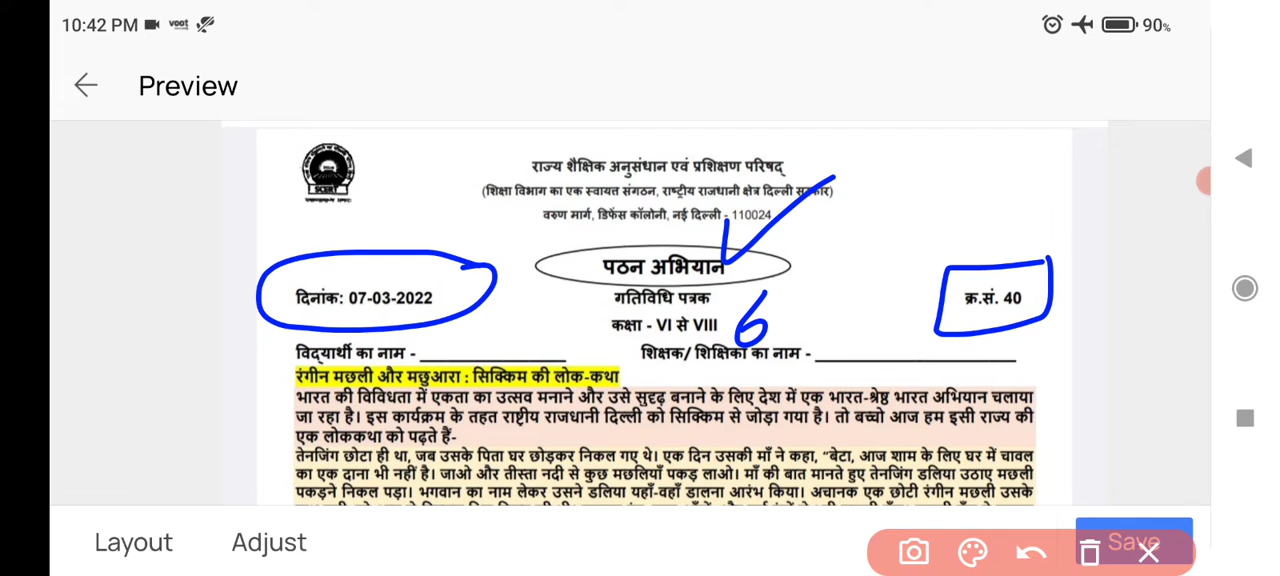 10:42 PM voot 90%
Preview
राज्य शैक्षिक अनुसंधान एवं प्रशिक्षण परिषद्
(शिक्षा विभाग का एक स्वायत संगठन, राष्ट्रीय राजधानी क्षेत्र दिल्ली सरकार)
वरुण मार्ग, डिफेंस कॉलोनी, नई दिल्ली - 110024
SCERT
पठन अभियान
दिनांक: 07-03-2022
गतिविधि पत्रक
क्र.सं. 40
कक्षा - VI से VIII
6
विद्यार्थी का नाम -
शिक्षक/ शिक्षिका का नाम -
रंगीन मछली और मछुआरा : सिक्किम की लोक-कथा
भारत की विविधता में एकता का उत्सव मनाने और उसे सुदृढ़ बनाने के लिए देश में एक भारत-श्रेष्ठ भारत अभियान चलाया
जा रहा है। इस कार्यक्रम के तहत राष्ट्रीय राजधानी दिल्ली को सिक्किम से जोड़ा गया है। तो बच्चो आज हम इसी राज्य की
एक लोककथा को पढ़ते हैं-
तेनजिंग छोटा ही था, जब उसके पिता घर छोड़कर निकल गए थे। एक दिन उसकी माँ ने कहा, "बेटा, आज शाम के लिए घर में चावल
का एक दाना भी नहीं है। जाओ और तीस्ता नदी से कुछ मछलियाँ पकड़ लाओ। माँ की बात मानते हुए तेनजिंग डलिया उठाए मछली
पकड़ने निकल पड़ा। भगवान का नाम लेकर उसने डलिया यहाँ-वहाँ डालना आरंभ किया। अचानक एक छोटी रंगीन मछली उसके
Layout
Adjust
Save